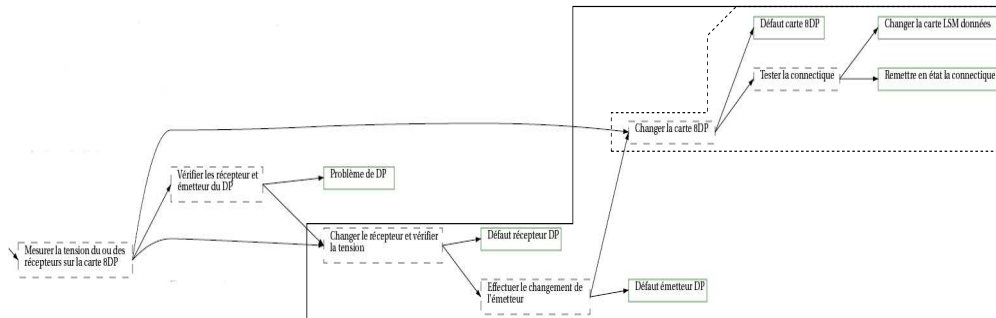 Défaut carte 8DP
Changer la carte LSM données
Tester la connectique
Remettre en état la connectique
Changer la carte 8DP
Vérifier les récepteur et
émetteur du DP
Problème de DP
Mesurer la tension du ou des
récepteurs sur la carte 8DP
Changer le récepteur et vérifier
la tension
Défaut récepteur DP
Effectuer le changement de
l'émetteur
Défaut émetteur DP